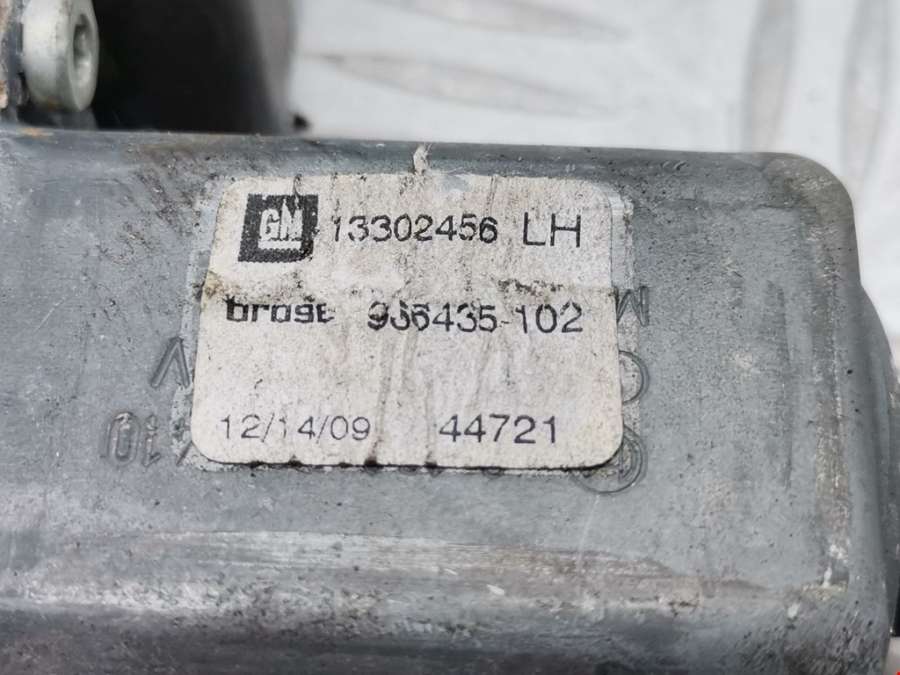 GM 13302456 LH
brose 936435-102
12/14/09 44721